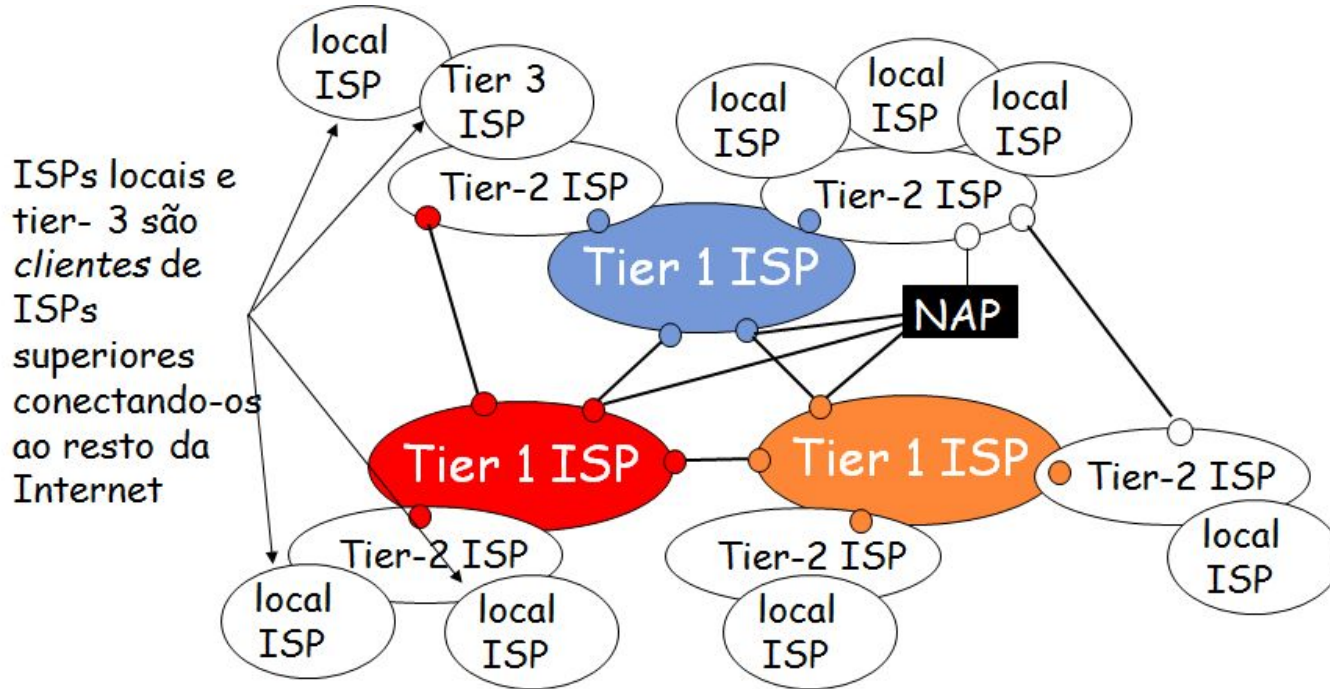 local
ISP
Tier 3
ISP
local
ISP
local
ISP
local
ISP
ISPs locais e
tier- 3 são
clientes de
ISPs
superiores
conectando-os
ao resto da
Internet
Tier-2 ISP
Tier-2 ISP
Tier 1 ISP
NAP
Tier 1 ISP
Tier 1 ISP
Tier-2 ISP
local
ISP
Tier-2 ISP
local
ISP
local
ISP
Tier-2 ISP
local
ISP